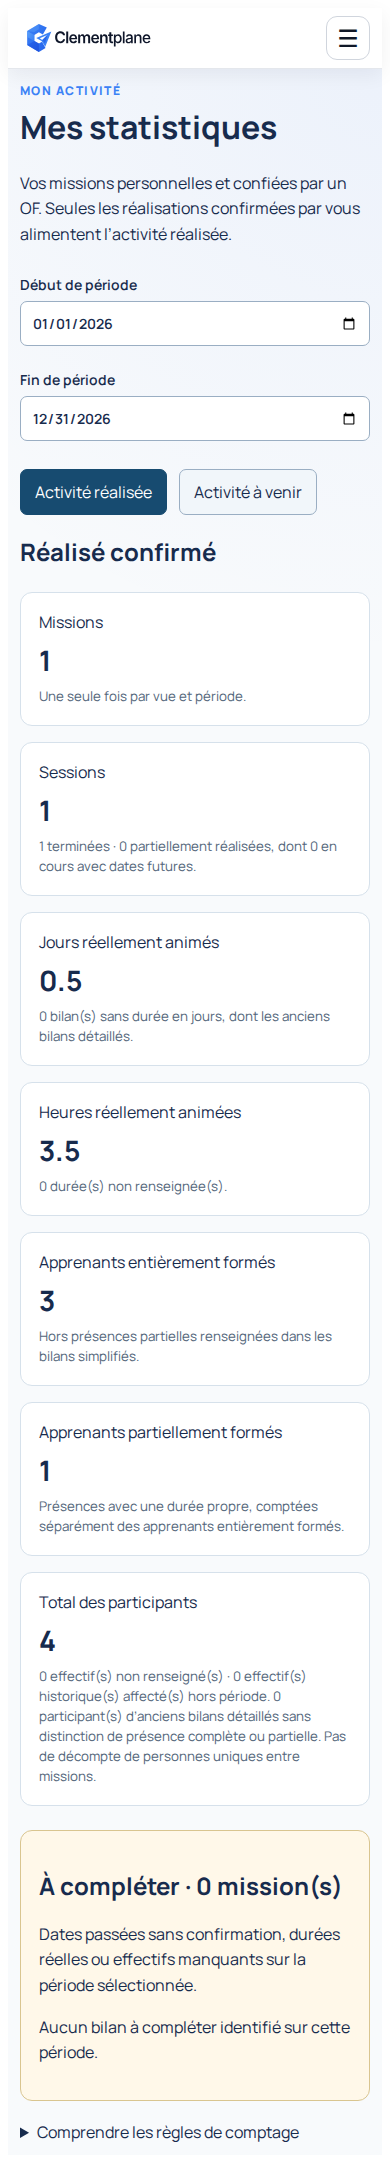 Clementplane
MON ACTIVITÉ
Mes statistiques
Vos missions personnelles et confiées par un
OF. Seules les réalisations confirmées par vous
alimentent l’activité réalisée.
Début de période
01/01/2026
Fin de période
12/31/2026
Activité réalisée
Activité à venir
Réalisé confirmé
Missions
1
Une seule fois par vue et période.
Sessions
1
1 terminées · 0 partiellement réalisées, dont 0 en
cours avec dates futures.
Jours réellement animés
0.5
0 bilan(s) sans durée en jours, dont les anciens
bilans détaillés.
Heures réellement animées
3.5
0 durée(s) non renseignée(s).
Apprenants entièrement formés
3
Hors présences partielles renseignées dans les
bilans simplifiés.
Apprenants partiellement formés
1
Présences avec une durée propre, comptées
séparément des apprenants entièrement formés.
Total des participants
4
0 effectif(s) non renseigné(s) · 0 effectif(s)
historique(s) affecté(s) hors période. 0
participant(s) d’anciens bilans détaillés sans
distinction de présence complète ou partielle. Pas
de décompte de personnes uniques entre
missions.
À compléter · 0 mission(s)
Dates passées sans confirmation, durées
réelles ou effectifs manquants sur la
période sélectionnée.
Aucun bilan à compléter identifié sur cette
période.
Comprendre les règles de comptage